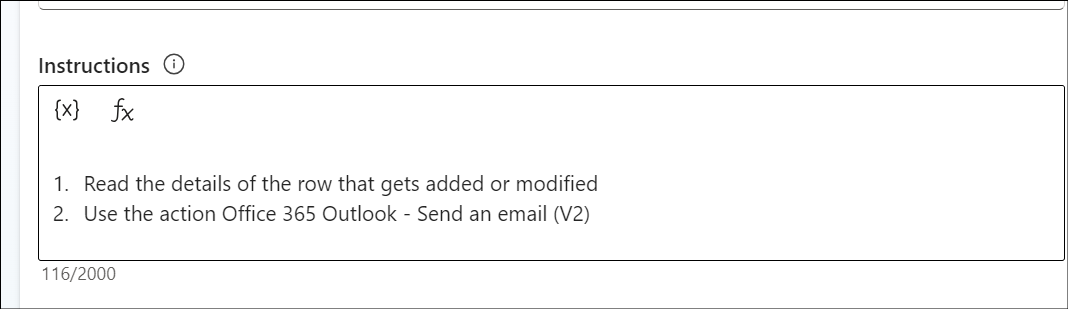 Instructions
{x} fx
1. Read the details of the row that gets added or modified
2. Use the action Office 365 Outlook - Send an email (V2)
116/2000